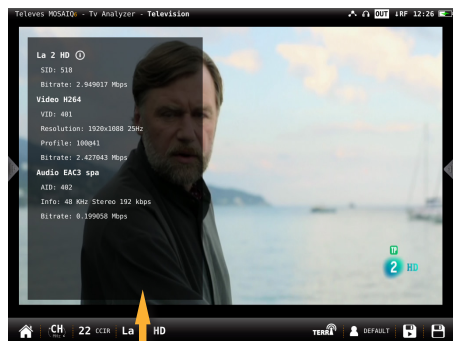 Televes MOSAIQ6 - Tv Analyzer - Television
OUT ↓RF 12:26
La 2 HD
SID: 518
Bitrate: 2.949017 Mbps
Video H264
VID: 401
Resolution: 1920x1088 25Hz
Profile: 100@41
Bitrate: 2.427043 Mbps
Audio EAC3 spa
AID: 402
Info: 48 KHz Stereo 192 kbps
Bitrate: 0.199058 Mbps
2 HD
CH
22 CCIR La HD
TERR
DEFAULT